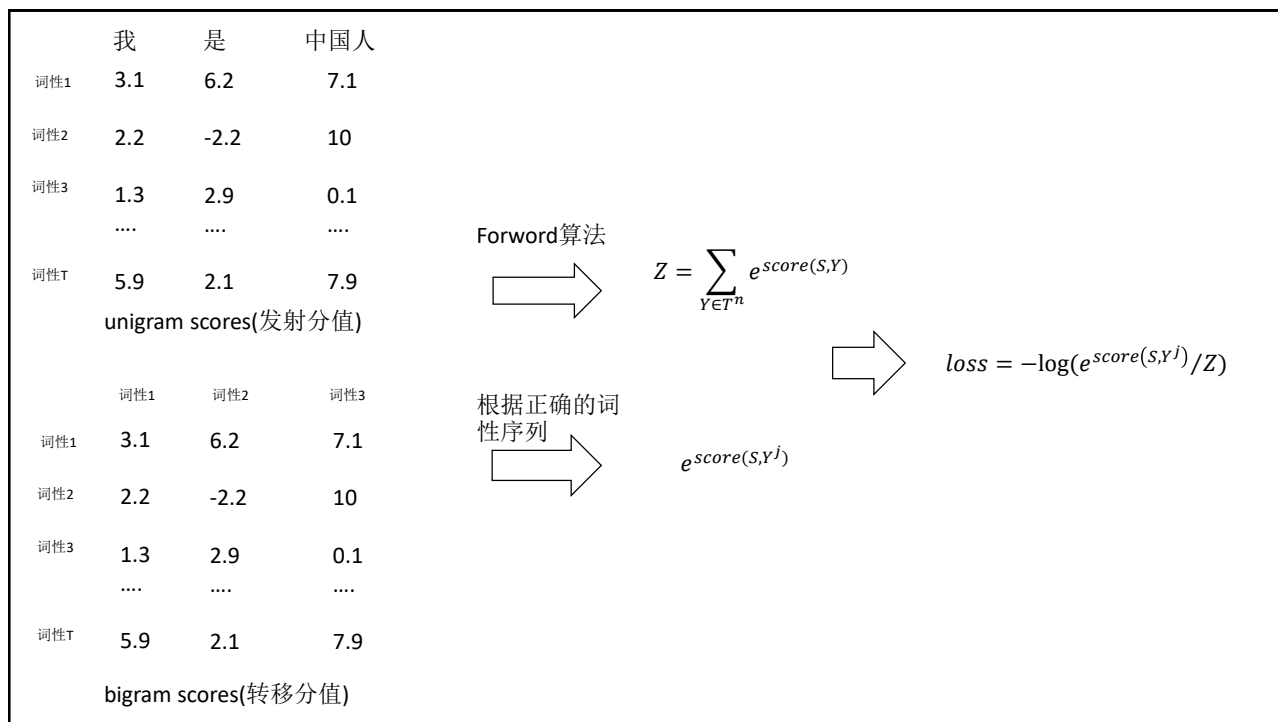 我 是 中国人
词性1 3.1 6.2 7.1
词性2 2.2 -2.2 10
词性3 1.3 2.9 0.1
.... .... ....
词性T 5.9 2.1 7.9
unigram scores(发射分值)
词性1 词性2 词性3
词性1 3.1 6.2 7.1
词性2 2.2 -2.2 10
词性3 1.3 2.9 0.1
.... .... ....
词性T 5.9 2.1 7.9
bigram scores(转移分值)
Forword算法
Z = ∑_{Y∈T^n} e^{score(S,Y)}
根据正确的词
性序列
e^{score(S,Y^j)}
loss = −log(e^{score(S,Y^j)}/Z)